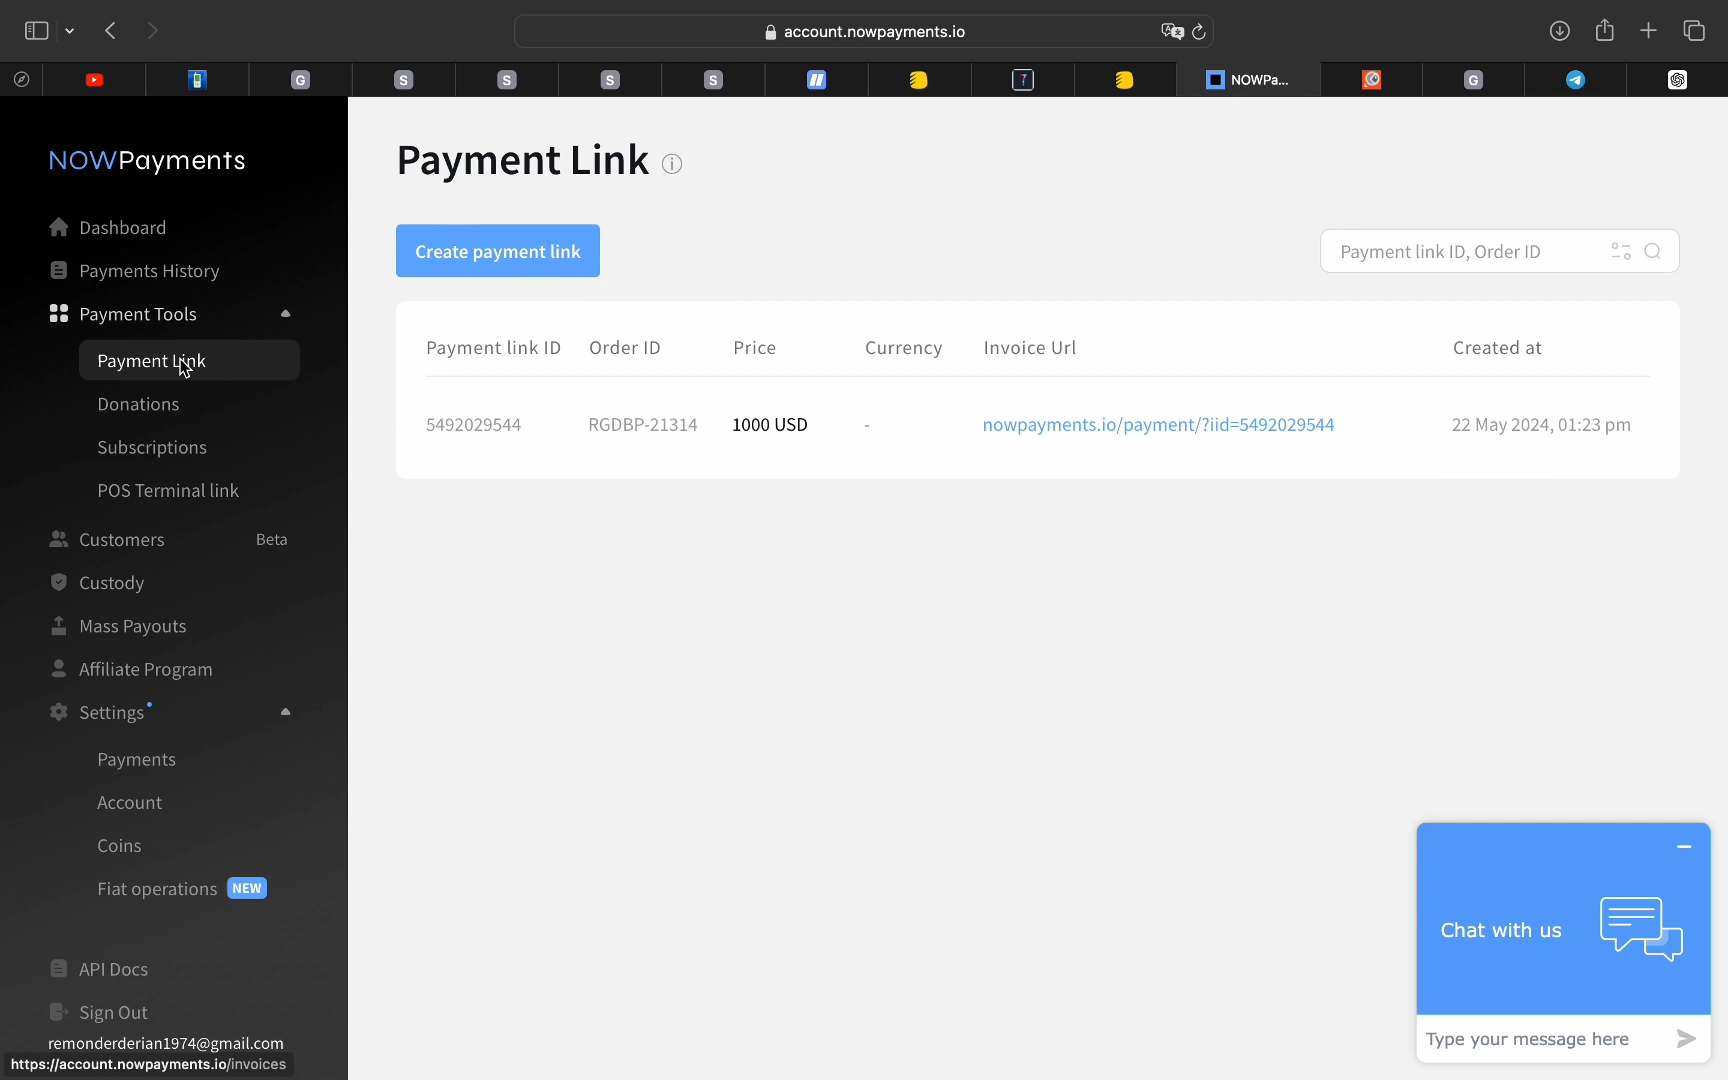 account.nowpayments.io
G
S
S
S
S
?
NOWPa...
G
NOWPayments
Dashboard
Payments History
Payment Tools
Payment Link
Donations
Subscriptions
POS Terminal link
Customers Beta
Custody
Mass Payouts
Affiliate Program
Settings
Payments
Account
Coins
Fiat operations NEW
API Docs
Sign Out
remonderderian1974@gmail.com
https://account.nowpayments.io/invoices
Payment Link
Create payment link
Payment link ID, Order ID
Payment link ID Order ID Price Currency Invoice Url Created at
5492029544 RGDBP-21314 1000 USD - nowpayments.io/payment/?iid=5492029544 22 May 2024, 01:23 pm
Chat with us
Type your message here